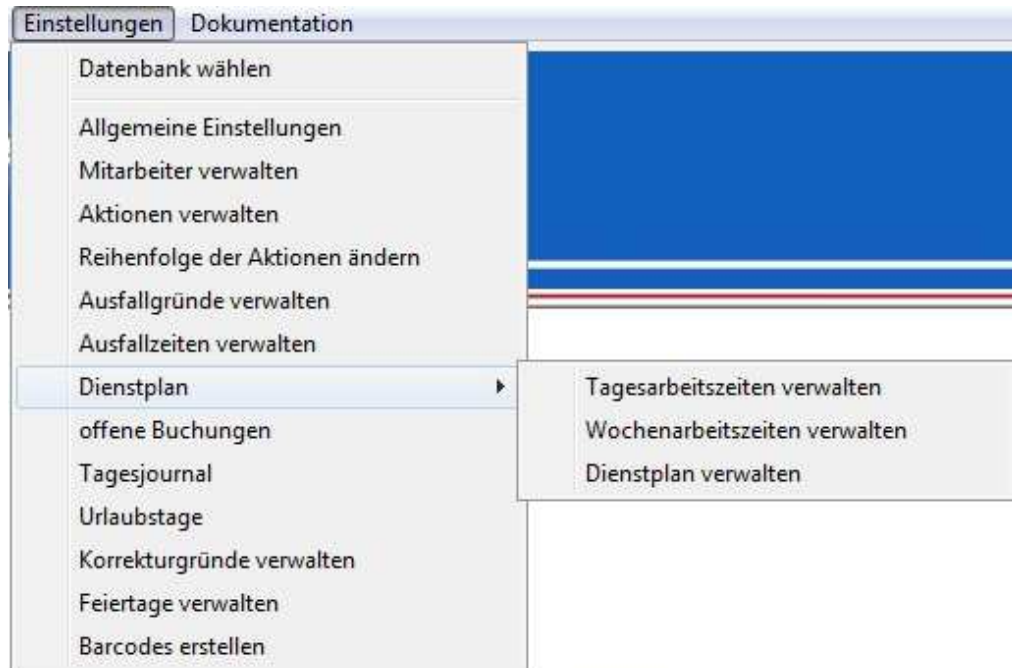 Einstellungen Dokumentation
Datenbank wählen
Allgemeine Einstellungen
Mitarbeiter verwalten
Aktionen verwalten
Reihenfolge der Aktionen ändern
Ausfallgründe verwalten
Ausfallzeiten verwalten
Dienstplan
Tagesarbeitszeiten verwalten
Wochenarbeitszeiten verwalten
Dienstplan verwalten
offene Buchungen
Tagesjournal
Urlaubstage
Korrekturgründe verwalten
Feiertage verwalten
Barcodes erstellen